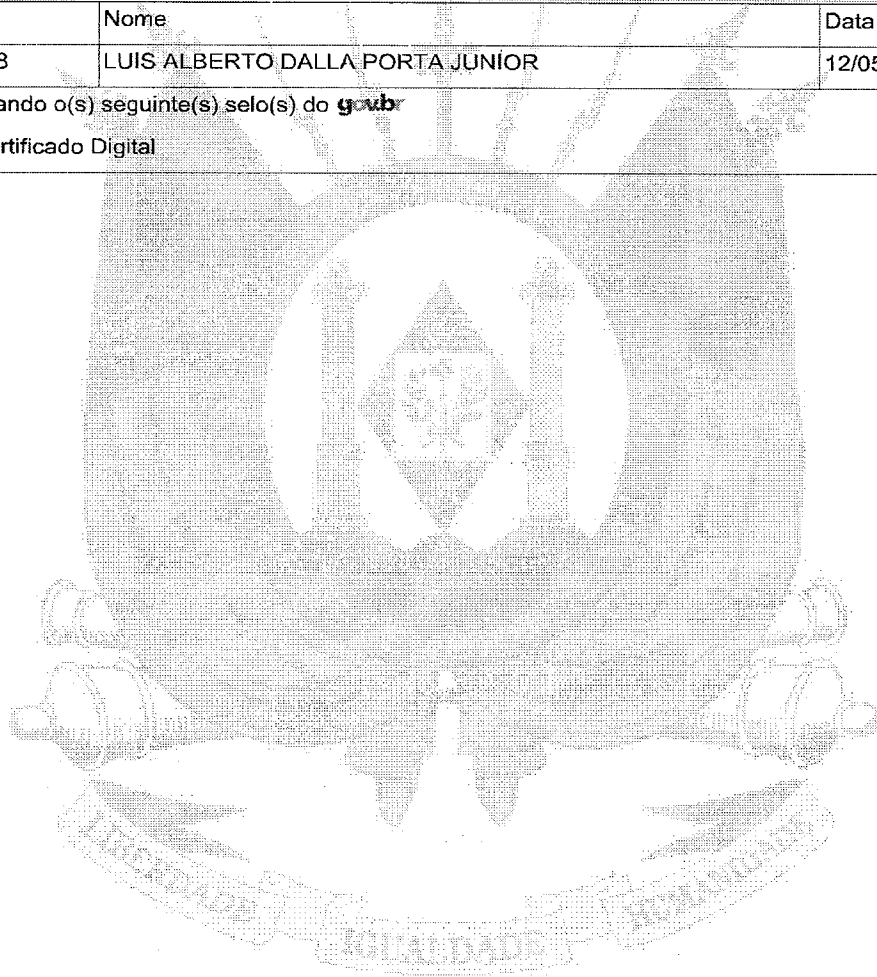 Nome Data
8 LUIS ALBERTO DALLA PORTA JUNIOR 12/05
ando o(s) seguinte(s) selo(s) do gov.br
rtificado Digital
LIBERDADE IGUALDADE HUMANIDADE